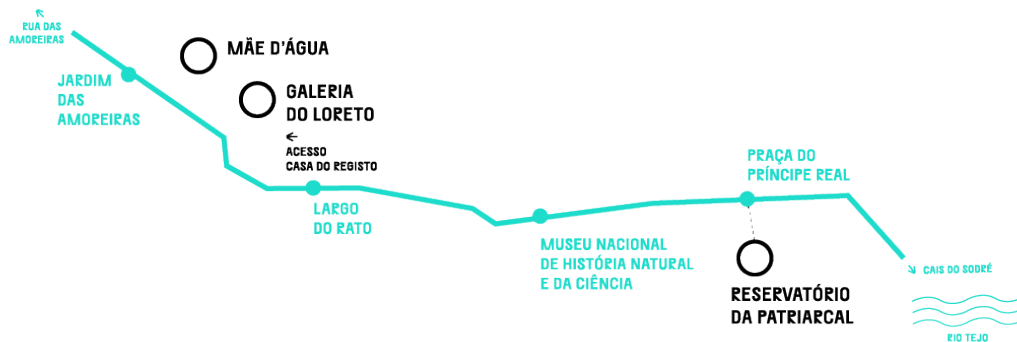 RUA DAS
AMOREIRAS
MÃE D'ÁGUA
JARDIM
DAS
AMOREIRAS
GALERIA
DO LORETO
ACESSO
CASA DO REGISTO
LARGO
DO RATO
MUSEU NACIONAL
DE HISTÓRIA NATURAL
E DA CIÊNCIA
PRAÇA DO
PRÍNCIPE REAL
RESERVATÓRIO
DA PATRIARCAL
CAIS DO SODRÉ
RIO TEJO